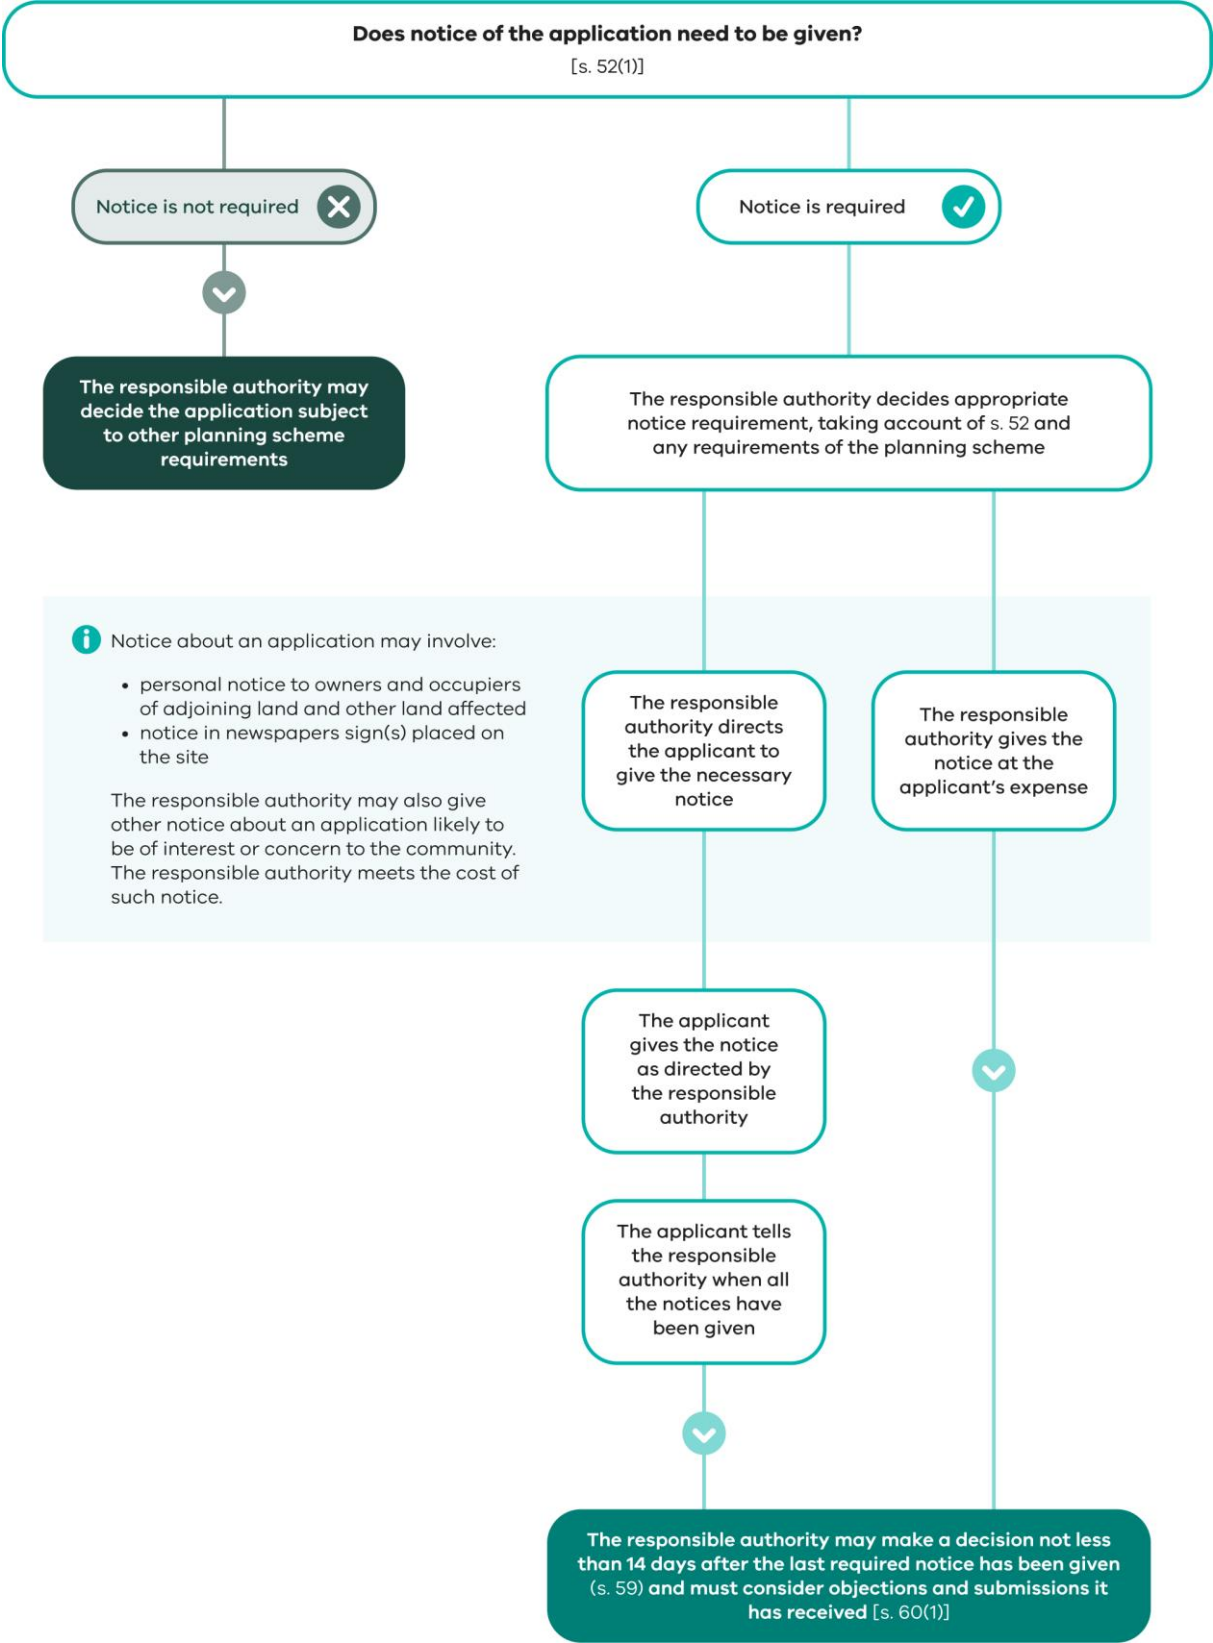 Does notice of the application need to be given?
[s. 52(1)]
Notice is not required
Notice is required
The responsible authority may
decide the application subject
to other planning scheme
requirements
The responsible authority decides appropriate
notice requirement, taking account of s. 52 and
any requirements of the planning scheme
Notice about an application may involve:
• personal notice to owners and occupiers
of adjoining land and other land affected
• notice in newspapers sign(s) placed on
the site
The responsible authority may also give
other notice about an application likely to
be of interest or concern to the community.
The responsible authority meets the cost of
such notice.
The responsible
authority directs
the applicant to
give the necessary
notice
The responsible
authority gives the
notice at the
applicant’s expense
The applicant
gives the notice
as directed by
the responsible
authority
The applicant tells
the responsible
authority when all
the notices have
been given
The responsible authority may make a decision not less
than 14 days after the last required notice has been given
(s. 59) and must consider objections and submissions it
has received [s. 60(1)]